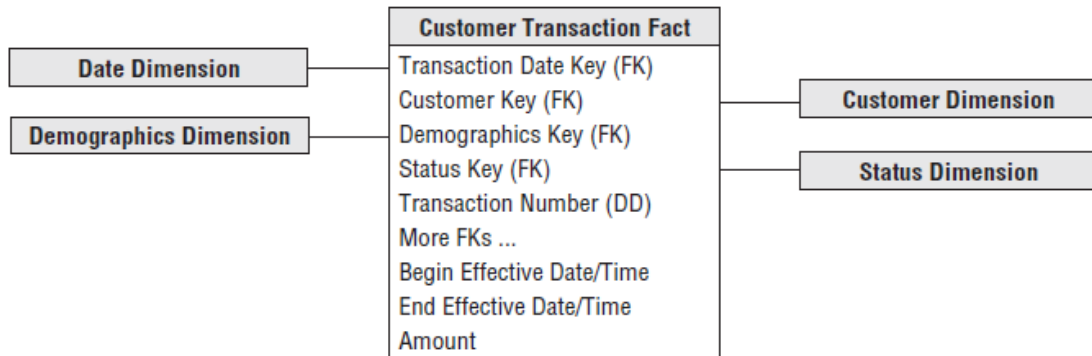 Customer Transaction Fact
Date Dimension
Transaction Date Key (FK)
Customer Key (FK)
Customer Dimension
Demographics Dimension
Demographics Key (FK)
Status Key (FK)
Status Dimension
Transaction Number (DD)
More FKs ...
Begin Effective Date/Time
End Effective Date/Time
Amount